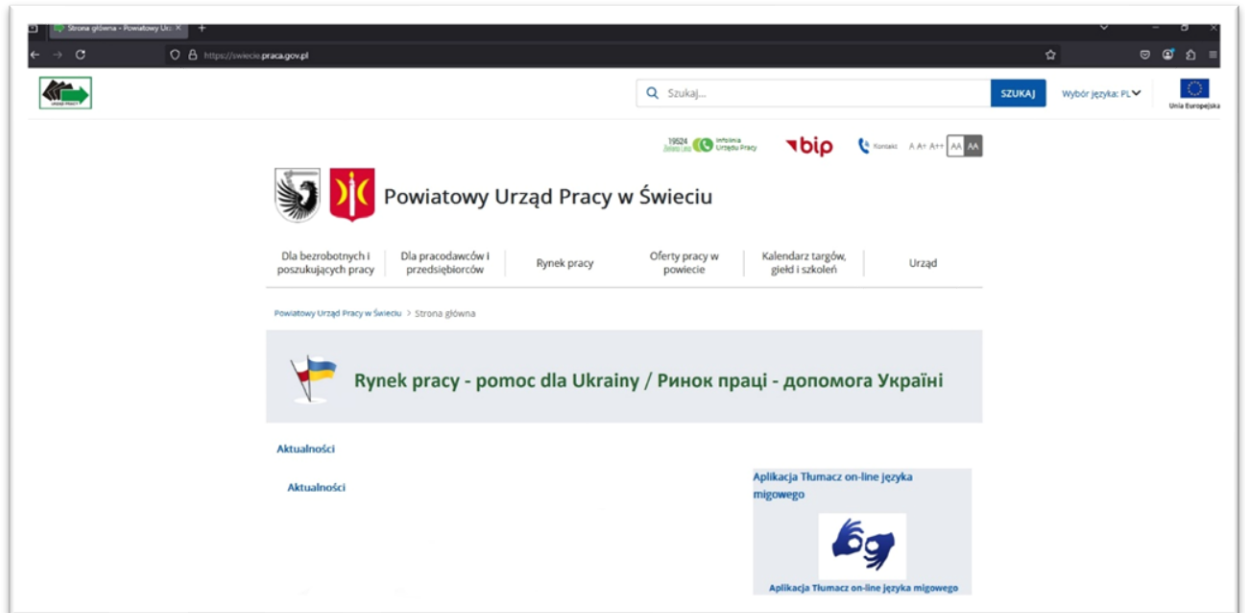 Strona główna - Powiatowy Urz
https://swiecie.praca.gov.pl
Szukaj...
SZUKAJ
Wybór języka: PL
Unia Europejska
19524
Infolinia
Urzędu Pracy
bip
Kontakt
A A+ A++ AA AA
Powiatowy Urząd Pracy w Świeciu
Dla bezrobotnych i
poszukujących pracy
Dla pracodawców i
przedsiębiorców
Rynek pracy
Oferty pracy w
powiecie
Kalendarz targów,
giełd i szkoleń
Urząd
Powiatowy Urząd Pracy w Świeciu > Strona główna
Rynek pracy - pomoc dla Ukrainy / Ринок праці - допомога Україні
Aktualności
Aktualności
Aplikacja Tłumacz on-line języka
migowego
Aplikacja Tłumacz on-line języka migowego